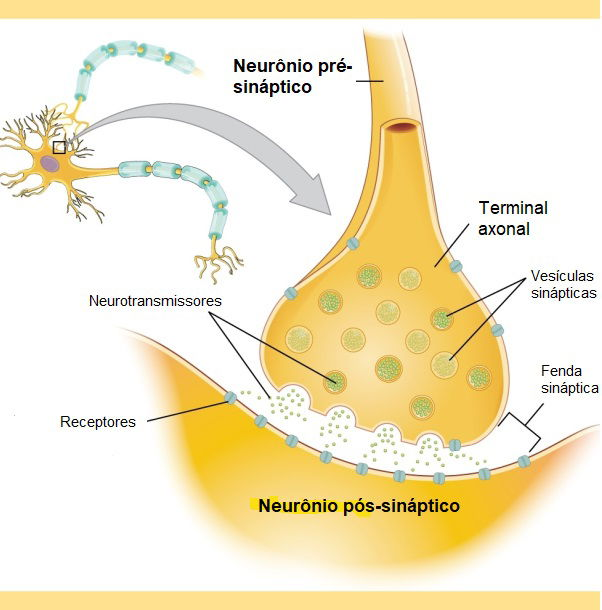 Neurônio pré-
sináptico
Terminal
axonal
Vesículas
sinápticas
Neurotransmissores
Fenda
sináptica
Receptores
Neurônio pós-sináptico